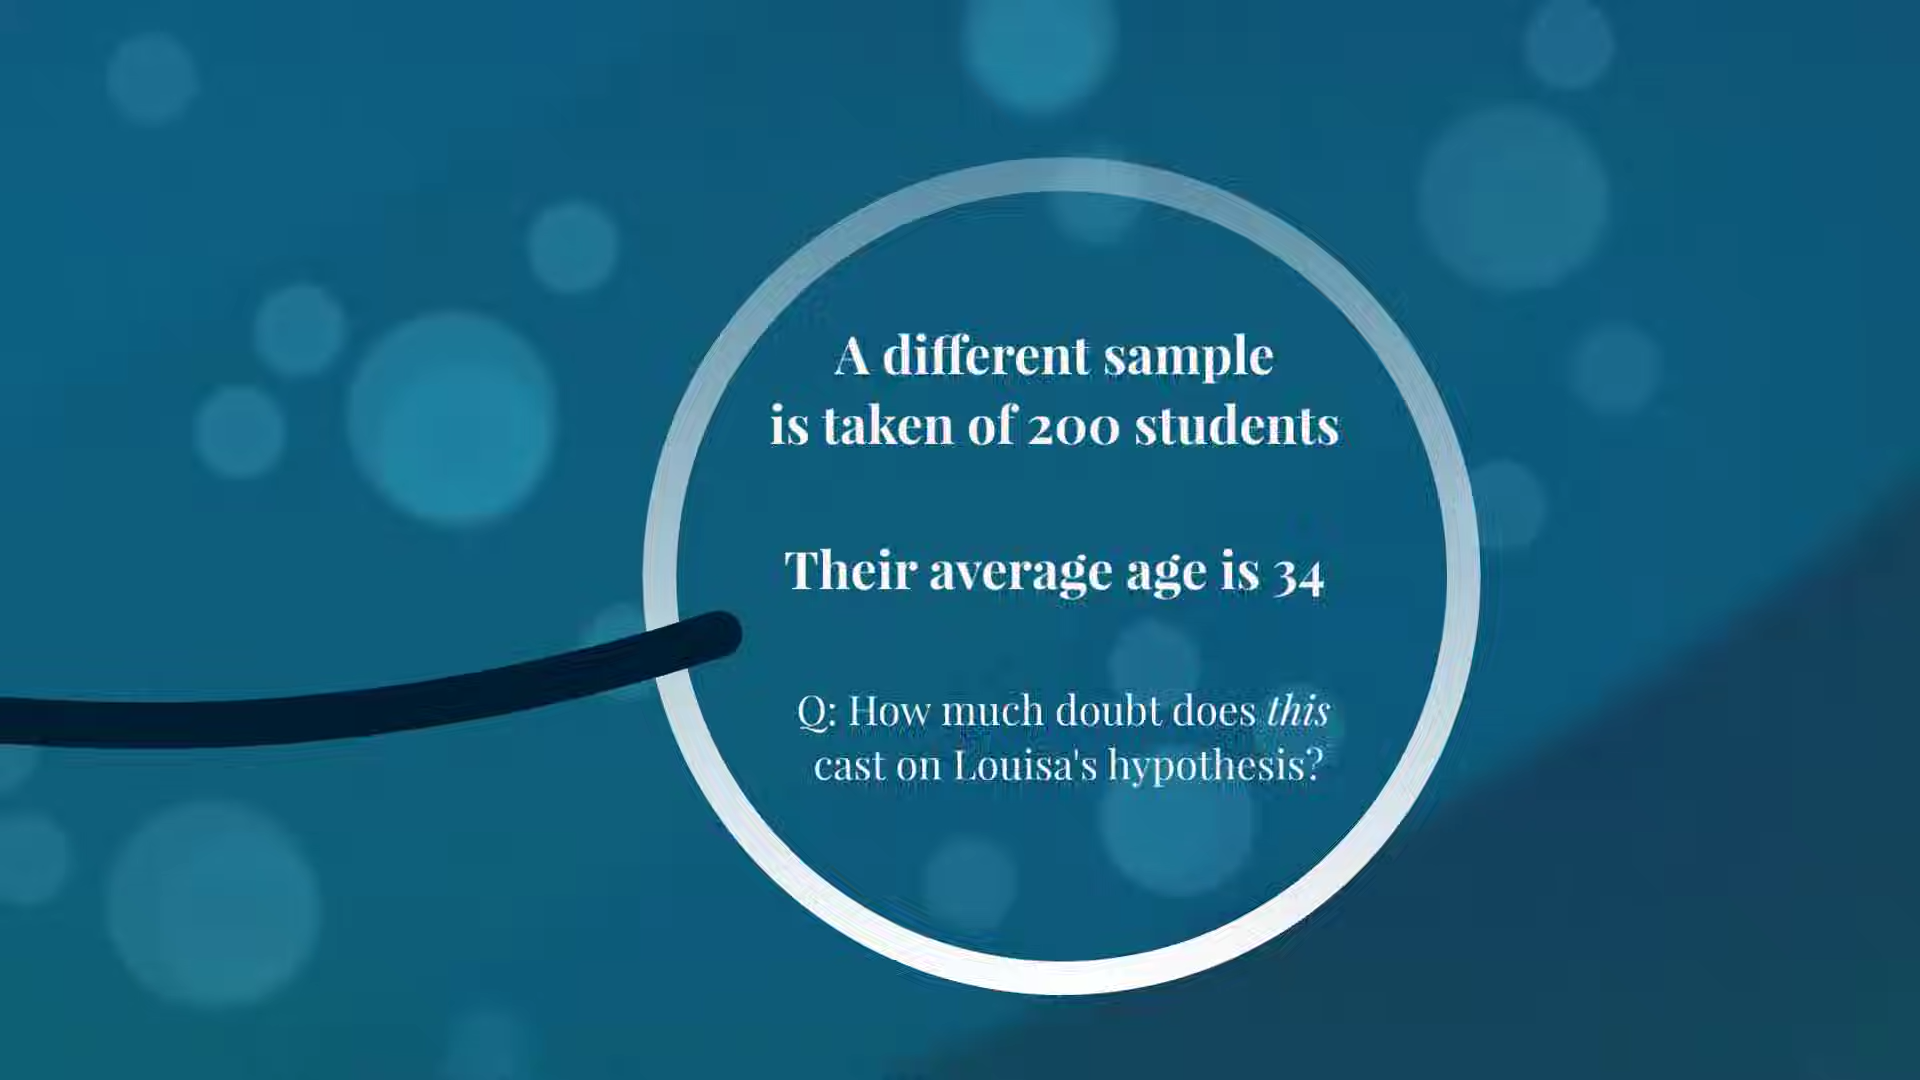 A different sample
is taken of 200 students
Their average age is 34
Q: How much doubt does this
cast on Louisa's hypothesis?